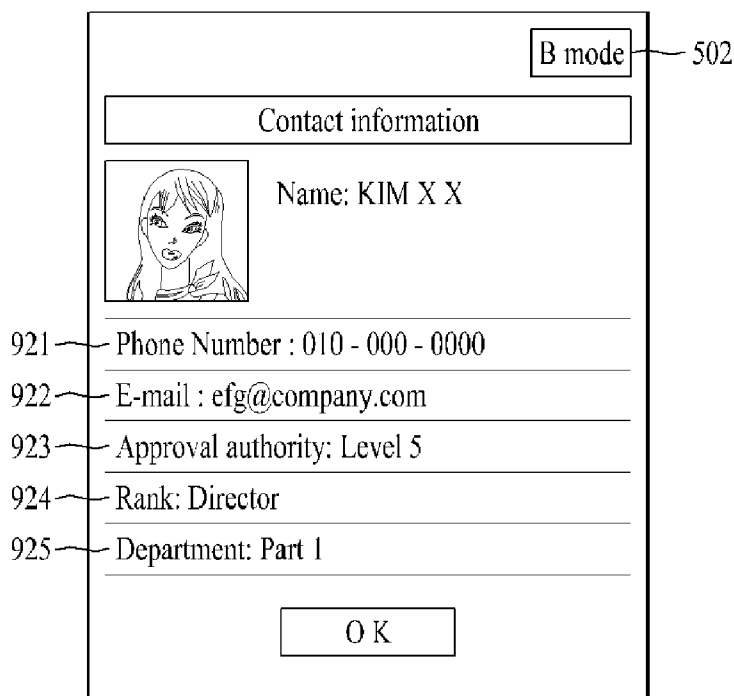 B mode 502
Contact information
Name: KIM X X
921 Phone Number : 010 - 000 - 0000
922 E-mail : efg@company.com
923 Approval authority: Level 5
924 Rank: Director
925 Department: Part 1
O K